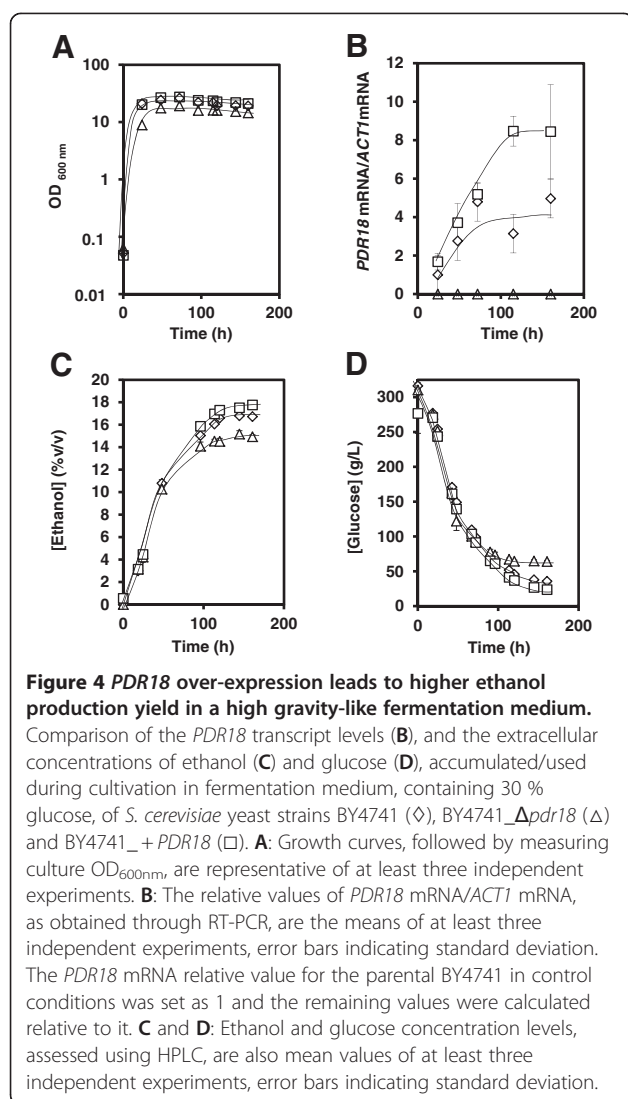 A
100
10
1
0.1
0.01
OD 600 nm
0 100 200
Time (h)
B
12
10
8
6
4
2
0
PDR18 mRNA/ACT1mRNA
0 100 200
Time (h)
C
20
18
16
14
12
10
8
6
4
2
0
[Ethanol] (%v/v)
0 100 200
Time (h)
D
300
250
200
150
100
50
0
[Glucose] (g/L)
0 100 200
Time (h)
Figure 4 PDR18 over-expression leads to higher ethanol
production yield in a high gravity-like fermentation medium.
Comparison of the PDR18 transcript levels (B), and the extracellular
concentrations of ethanol (C) and glucose (D), accumulated/used
during cultivation in fermentation medium, containing 30 %
glucose, of S. cerevisiae yeast strains BY4741 (◊), BY4741_Δpdr18 (△)
and BY4741_ + PDR18 (□). A: Growth curves, followed by measuring
culture OD600nm, are representative of at least three independent
experiments. B: The relative values of PDR18 mRNA/ACT1 mRNA,
as obtained through RT-PCR, are the means of at least three
independent experiments, error bars indicating standard deviation.
The PDR18 mRNA relative value for the parental BY4741 in control
conditions was set as 1 and the remaining values were calculated
relative to it. C and D: Ethanol and glucose concentration levels,
assessed using HPLC, are also mean values of at least three
independent experiments, error bars indicating standard deviation.